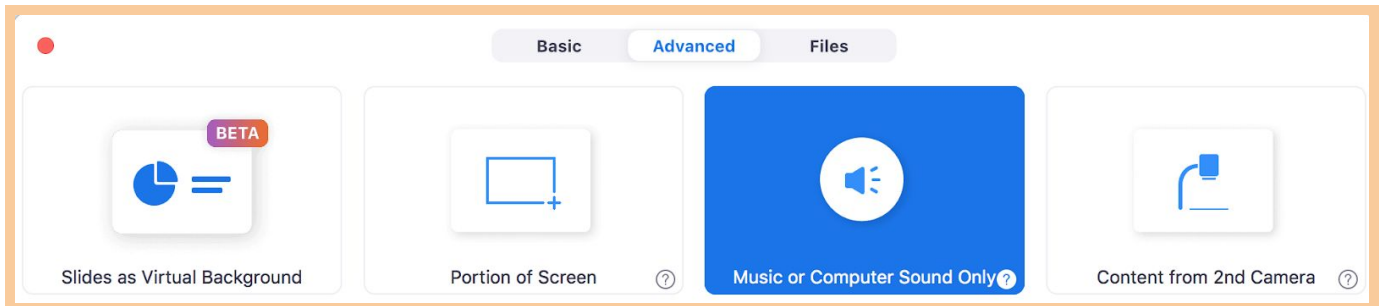 Basic
Advanced
Files
BETA
Slides as Virtual Background
Portion of Screen
?
Music or Computer Sound Only
?
Content from 2nd Camera
?